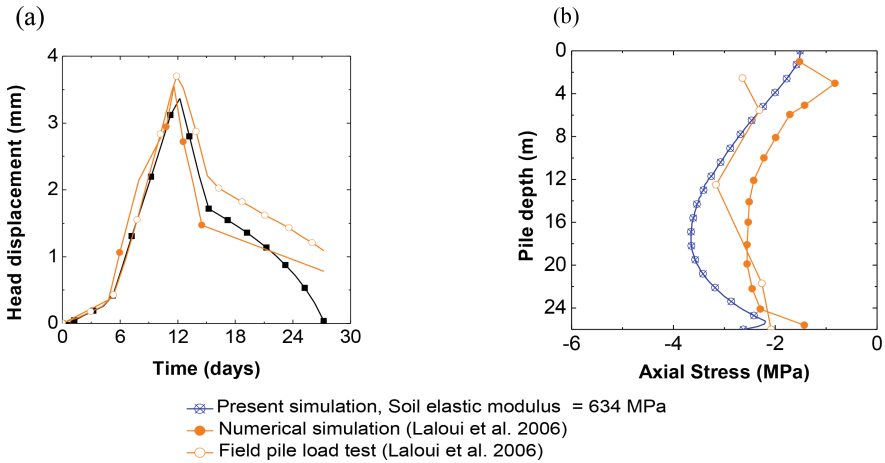 (a)
(b)
4
3
2
1
0
Head displacement (mm)
0 6 12 18 24 30
Time (days)
0
4
8
12
16
20
24
Pile depth (m)
-6 -4 -2 0
Axial Stress (MPa)
Present simulation, Soil elastic modulus = 634 MPa
Numerical simulation (Laloui et al. 2006)
Field pile load test (Laloui et al. 2006)